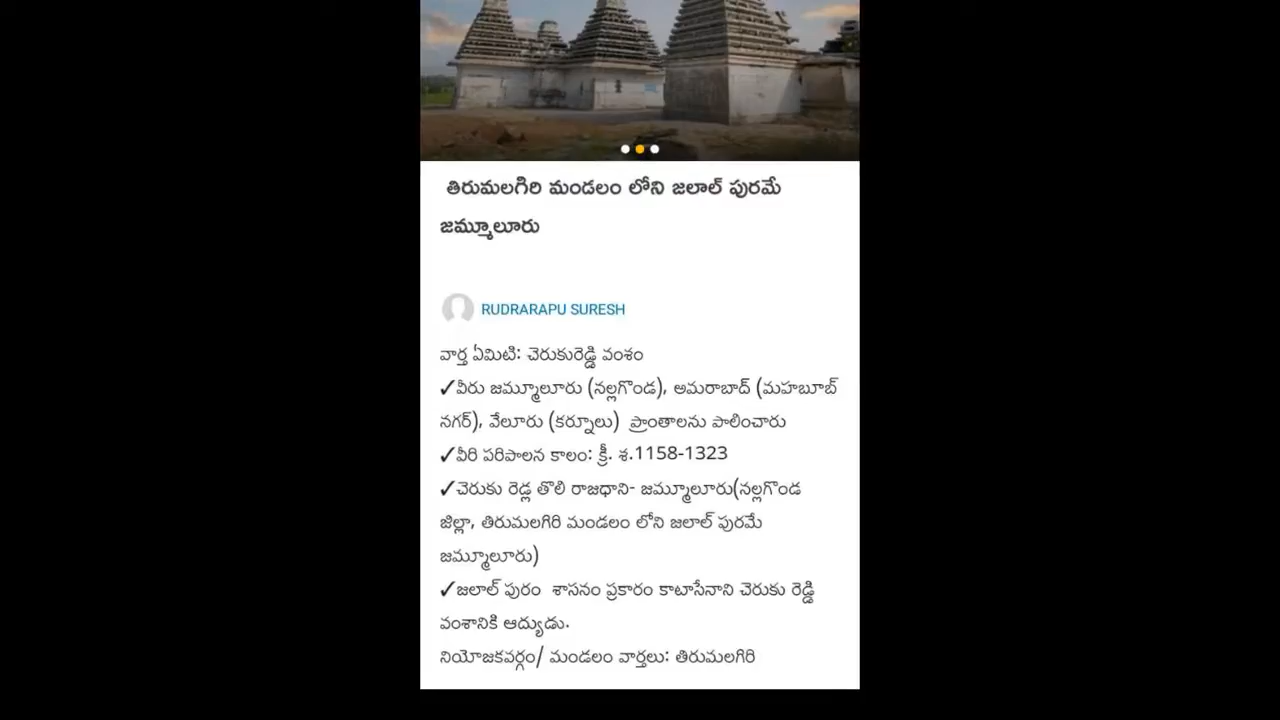 తిరుమలగిరి మండలం లోని జలాల్ పురమే
జమ్మూలూరు
RUDRARAPU SURESH
వార్త ఏమిటి: చెరుకురెడ్డి వంశం
✓వీరు జమ్మూలూరు (నల్లగొండ), అమరాబాద్ (మహబూబ్
నగర్), వేలూరు (కర్నూలు) ప్రాంతాలను పాలించారు
✓వీరి పరిపాలన కాలం: క్రీ. శ.1158-1323
✓చెరుకు రెడ్ల తొలి రాజధాని- జమ్మూలూరు(నల్లగొండ
జిల్లా, తిరుమలగిరి మండలం లోని జలాల్ పురమే
జమ్మూలూరు)
✓జలాల్ పురం శాసనం ప్రకారం కాటాసేనాని చెరుకు రెడ్డి
వంశానికి ఆద్యుడు.
నియోజకవర్గం/ మండలం వార్తలు: తిరుమలగిరి